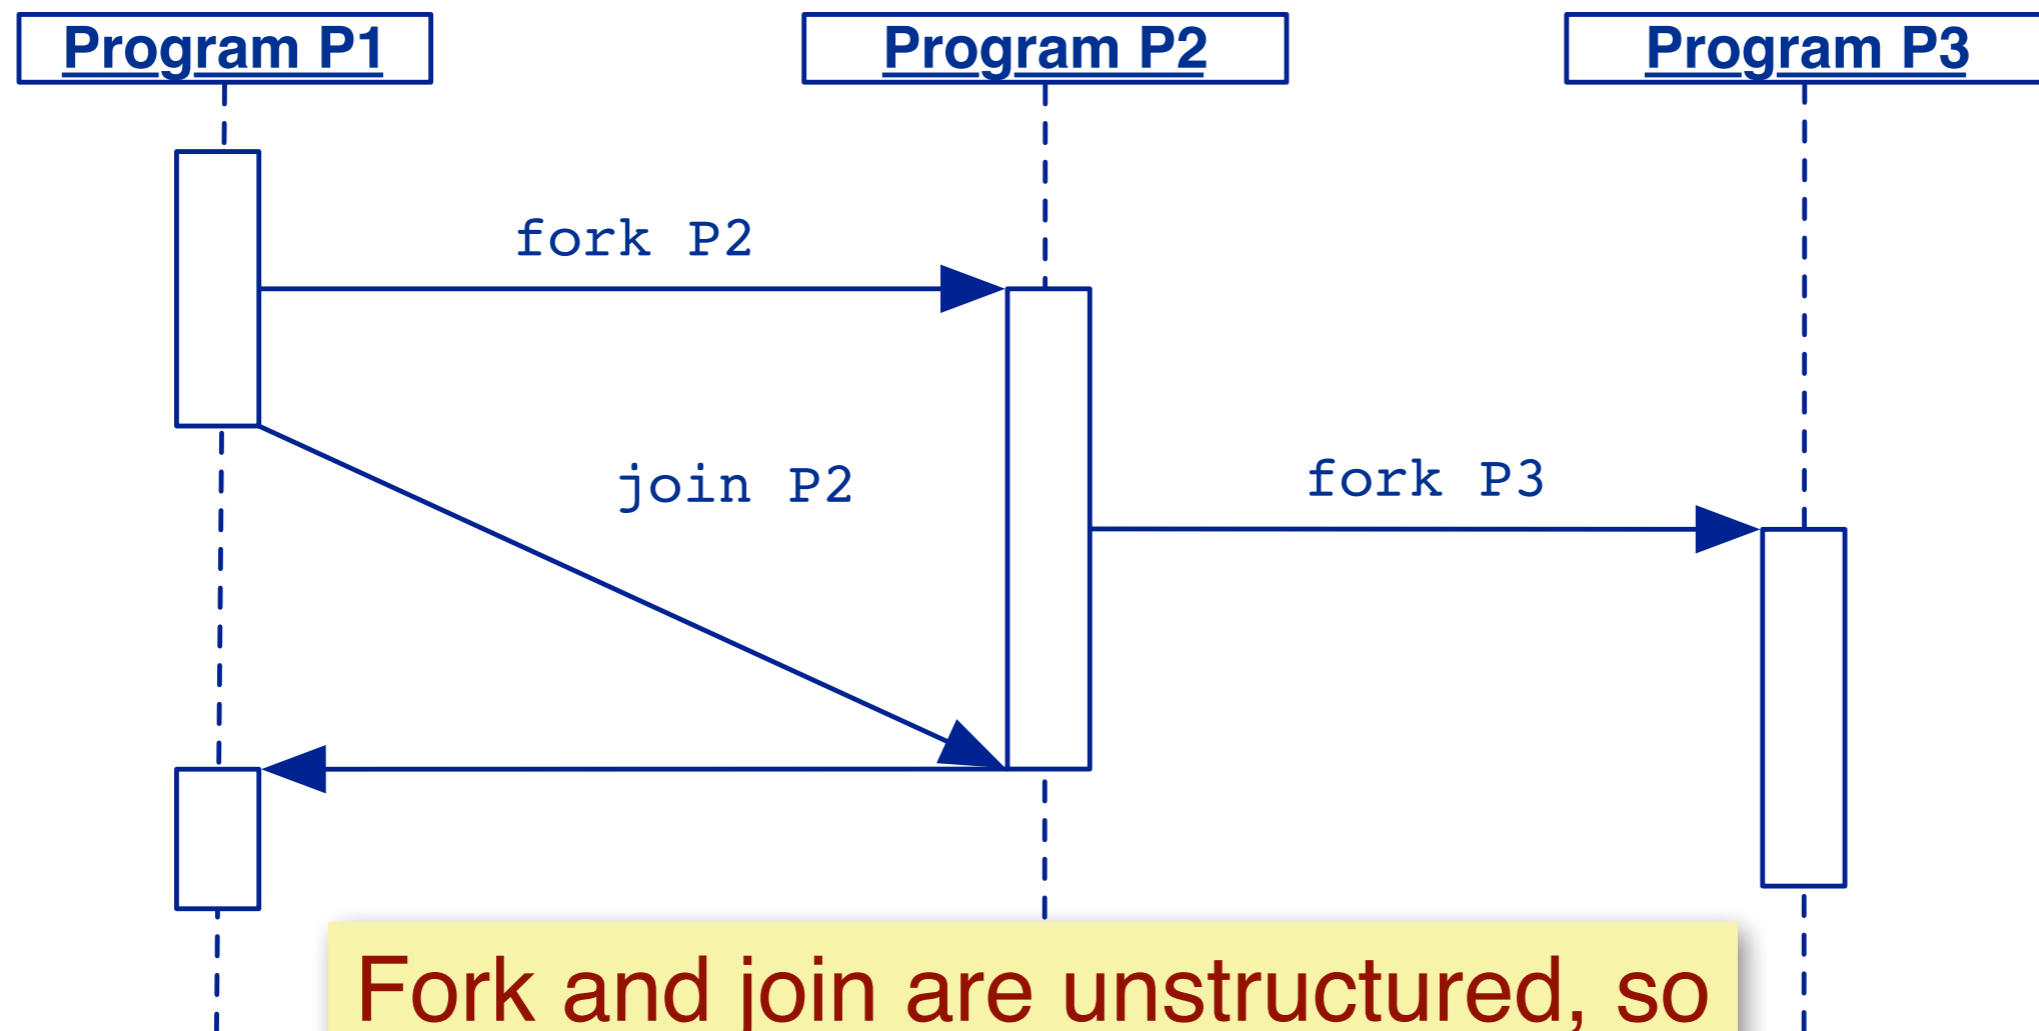 Program P1
Program P2
Program P3
fork P2
fork P3
join P2
Fork and join are unstructured, so